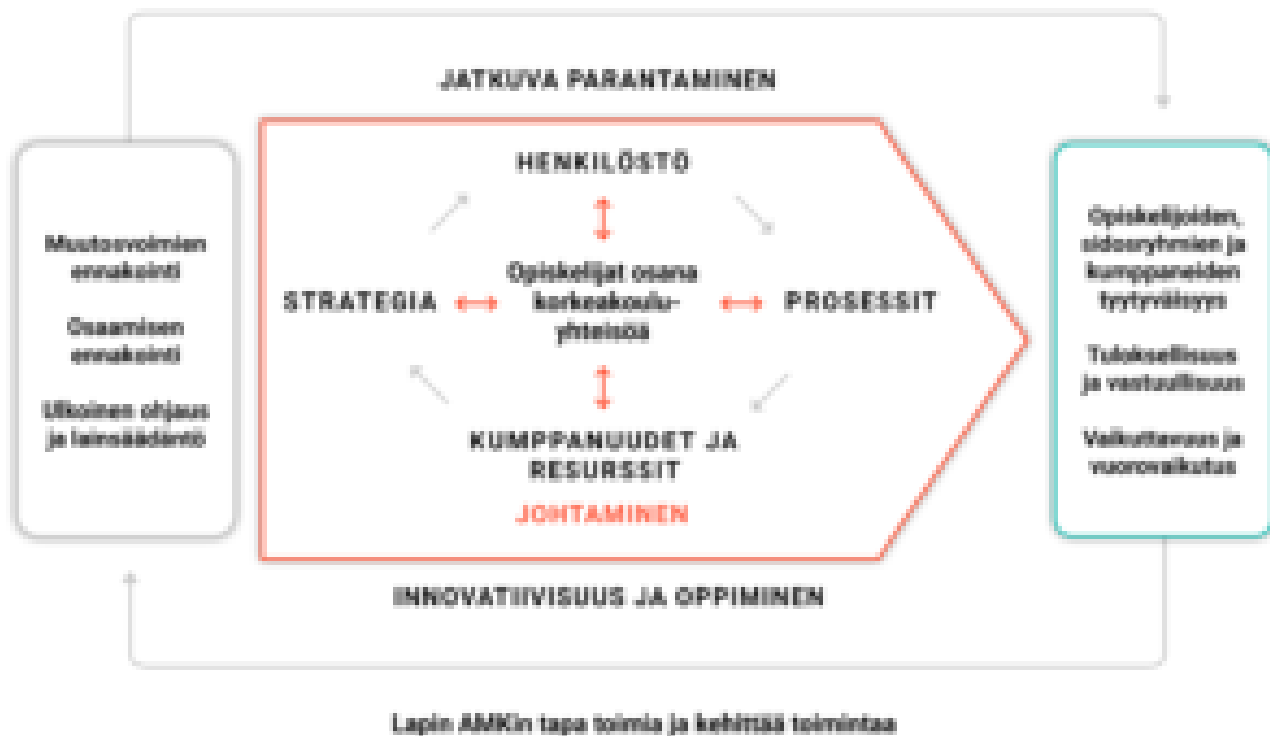 JATKUVA PARANTAMINEN
Muutosvoimien
ennakointi
Osaamisen
ennakointi
Ulkoinen ohjaus
ja lainsäädäntö
HENKILÖSTÖ
STRATEGIA
Opiskelijat osana
korkeakoulu-
yhteisöä
PROSESSIT
KUMPPANUUDET JA
RESURSSIT
JOHTAMINEN
Opiskelijoiden,
sidosryhmien ja
kumppaneiden
tyytyväisyys
Tuloksellisuus
ja vastuullisuus
Vaikuttavuus ja
vuorovaikutus
INNOVATIIVISUUS JA OPPIMINEN
Lapin AMKin tapa toimia ja kehittää toimintaa